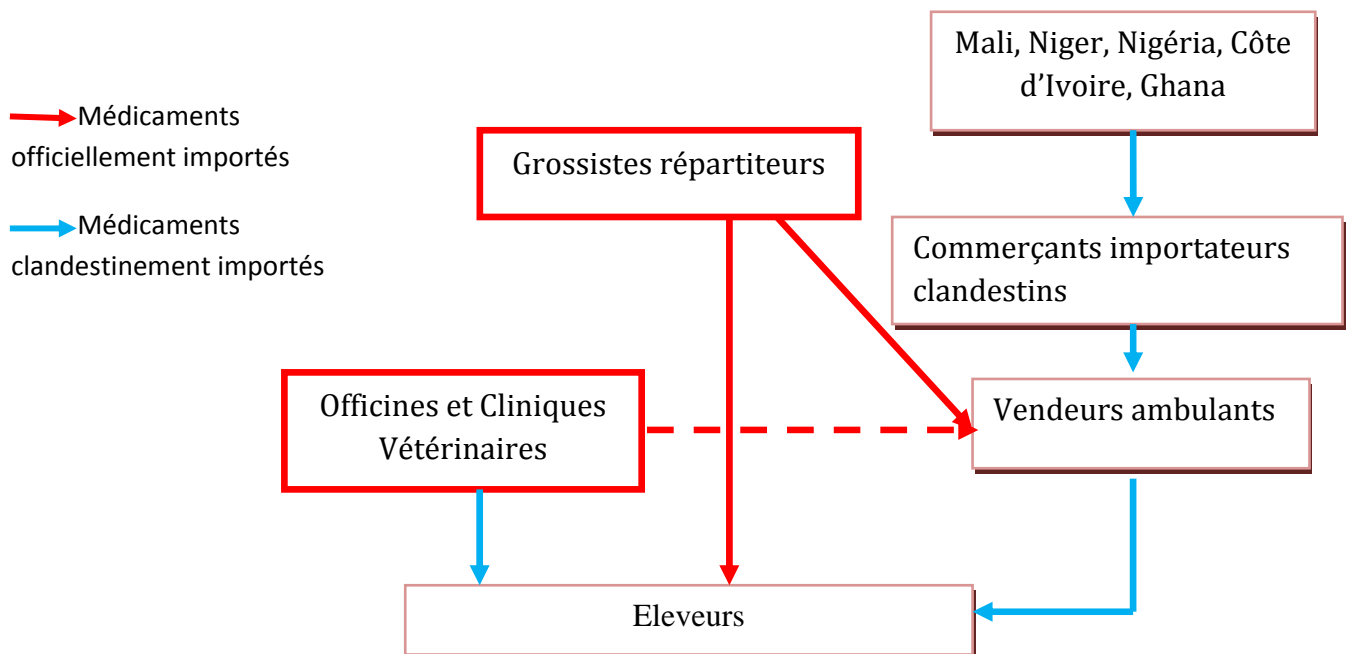 Mali, Niger, Nigéria, Côte
d’Ivoire, Ghana
Médicaments
officiellement importés
Grossistes répartiteurs
Médicaments
clandestinement importés
Commerçants importateurs
clandestins
Officines et Cliniques
Vétérinaires
Vendeurs ambulants
Eleveurs